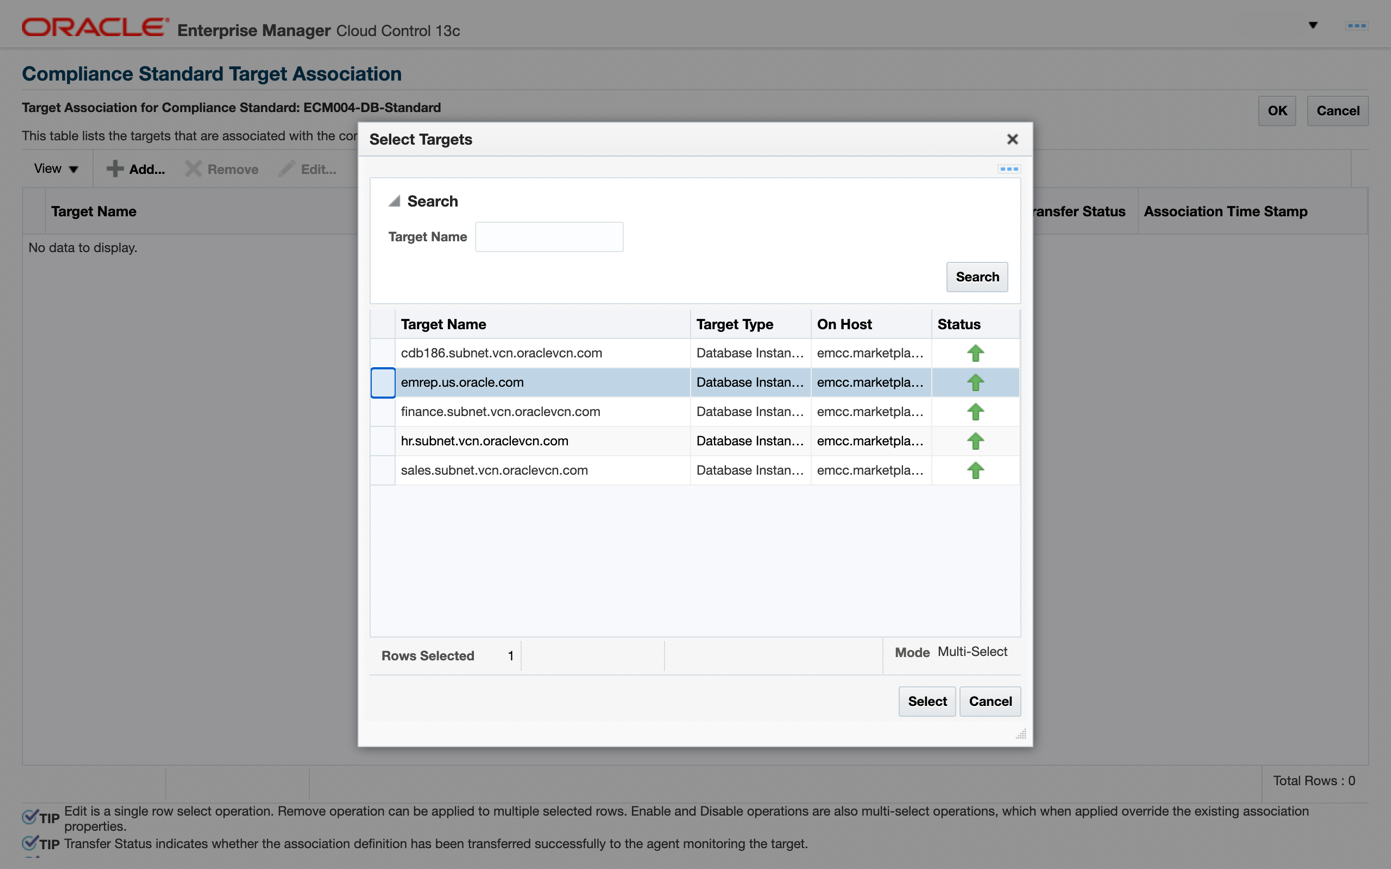 ORACLE Enterprise Manager Cloud Control 13c
Compliance Standard Target Association
Target Association for Compliance Standard: ECM004-DB-Standard
OK Cancel
This table lists the targets that are associated with the
View Add... Remove Edit...
Target Name Status Association Time Stamp
No data to display.
Select Targets
Search
Target Name
Search
Target Name Target Type On Host Status
cdb186.subnet.vcn.oraclevcn.com Database Instan... emcc.marketpla...
emrep.us.oracle.com Database Instan... emcc.marketpla...
finance.subnet.vcn.oraclevcn.com Database Instan... emcc.marketpla...
hr.subnet.vcn.oraclevcn.com Database Instan... emcc.marketpla...
sales.subnet.vcn.oraclevcn.com Database Instan... emcc.marketpla...
Rows Selected 1 Mode Multi-Select
Select Cancel
Total Rows : 0
TIP Edit is a single row select operation. Remove operation can be applied to multiple selected rows. Enable and Disable operations are also multi-select operations, which when applied override the existing association
properties.
TIP Transfer Status indicates whether the association definition has been transferred successfully to the agent monitoring the target.